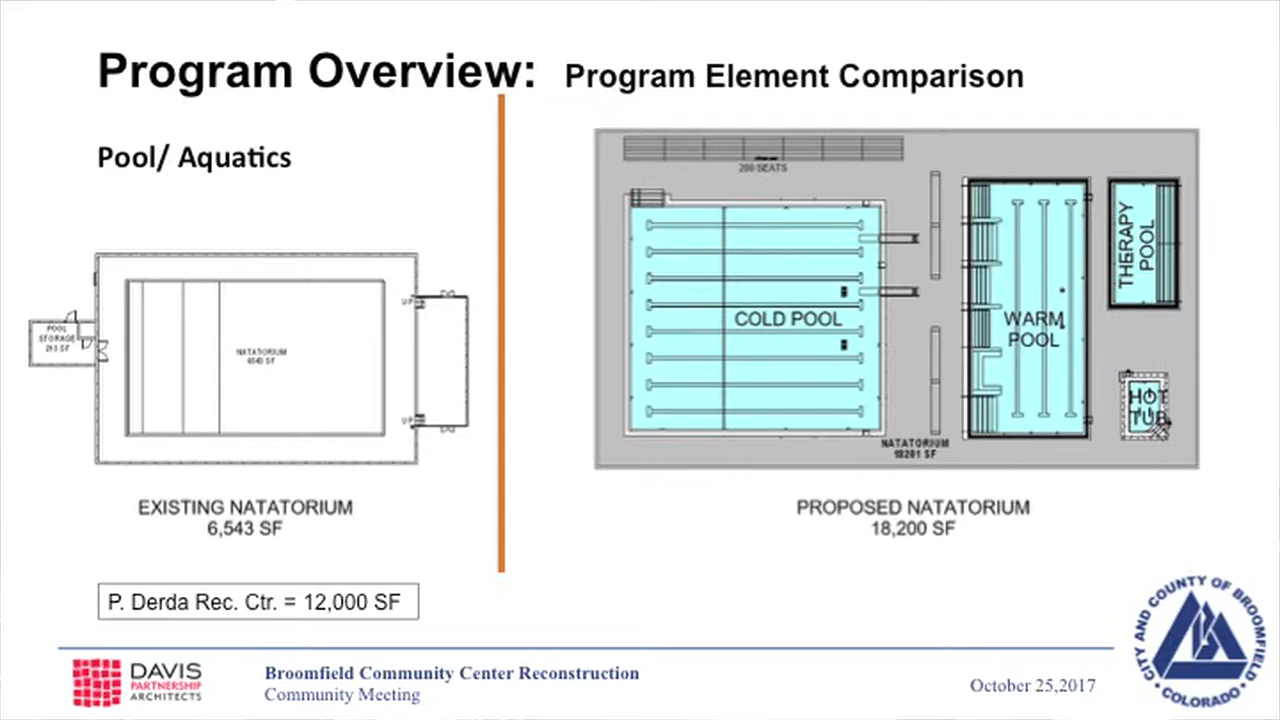 Program Overview: Program Element Comparison
Pool/ Aquatics
POOL
STORAGE
NATATORIUM
6543 SF
UP
UP
EXISTING NATATORIUM
6,543 SF
P. Derda Rec. Ctr. = 12,000 SF
200 SEATS
COLD POOL
WARM
POOL
THERAPY
POOL
HOT
TUB
NATATORIUM
18201 SF
PROPOSED NATATORIUM
18,200 SF
DAVIS
PARTNERSHIP
ARCHITECTS
Broomfield Community Center Reconstruction
Community Meeting
October 25,2017
CITY AND COUNTY OF BROOMFIELD
• COLORADO •